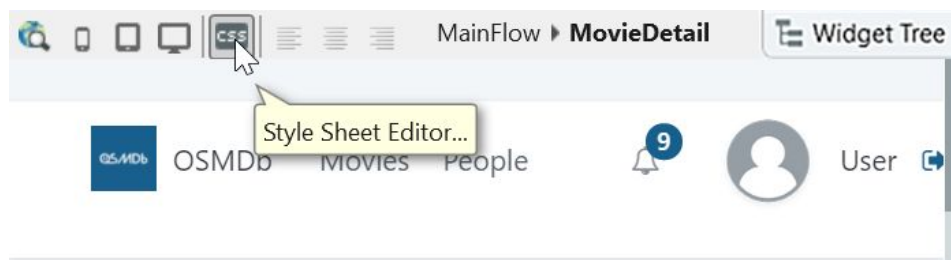 css MainFlow ▸ MovieDetail Widget Tree
Style Sheet Editor...
OSMDb OSMDb Movies People 9 User